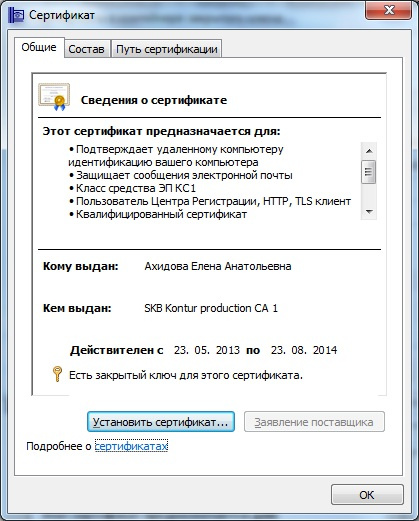 Сертификат
Общие
Состав
Путь сертификации
Сведения о сертификате
Этот сертификат предназначается для:
• Подтверждает удаленному компьютеру
идентификацию вашего компьютера
• Защищает сообщения электронной почты
• Класс средства ЭП КС1
• Пользователь Центра Регистрации, HTTP, TLS клиент
• Квалифицированный сертификат
Кому выдан: Ахидова Елена Анатольевна
Кем выдан: SKB Kontur production CA 1
Действителен с 23. 05. 2013 по 23. 08. 2014
Есть закрытый ключ для этого сертификата.
Установить сертификат...
Заявление поставщика
Подробнее о сертификатах
OK